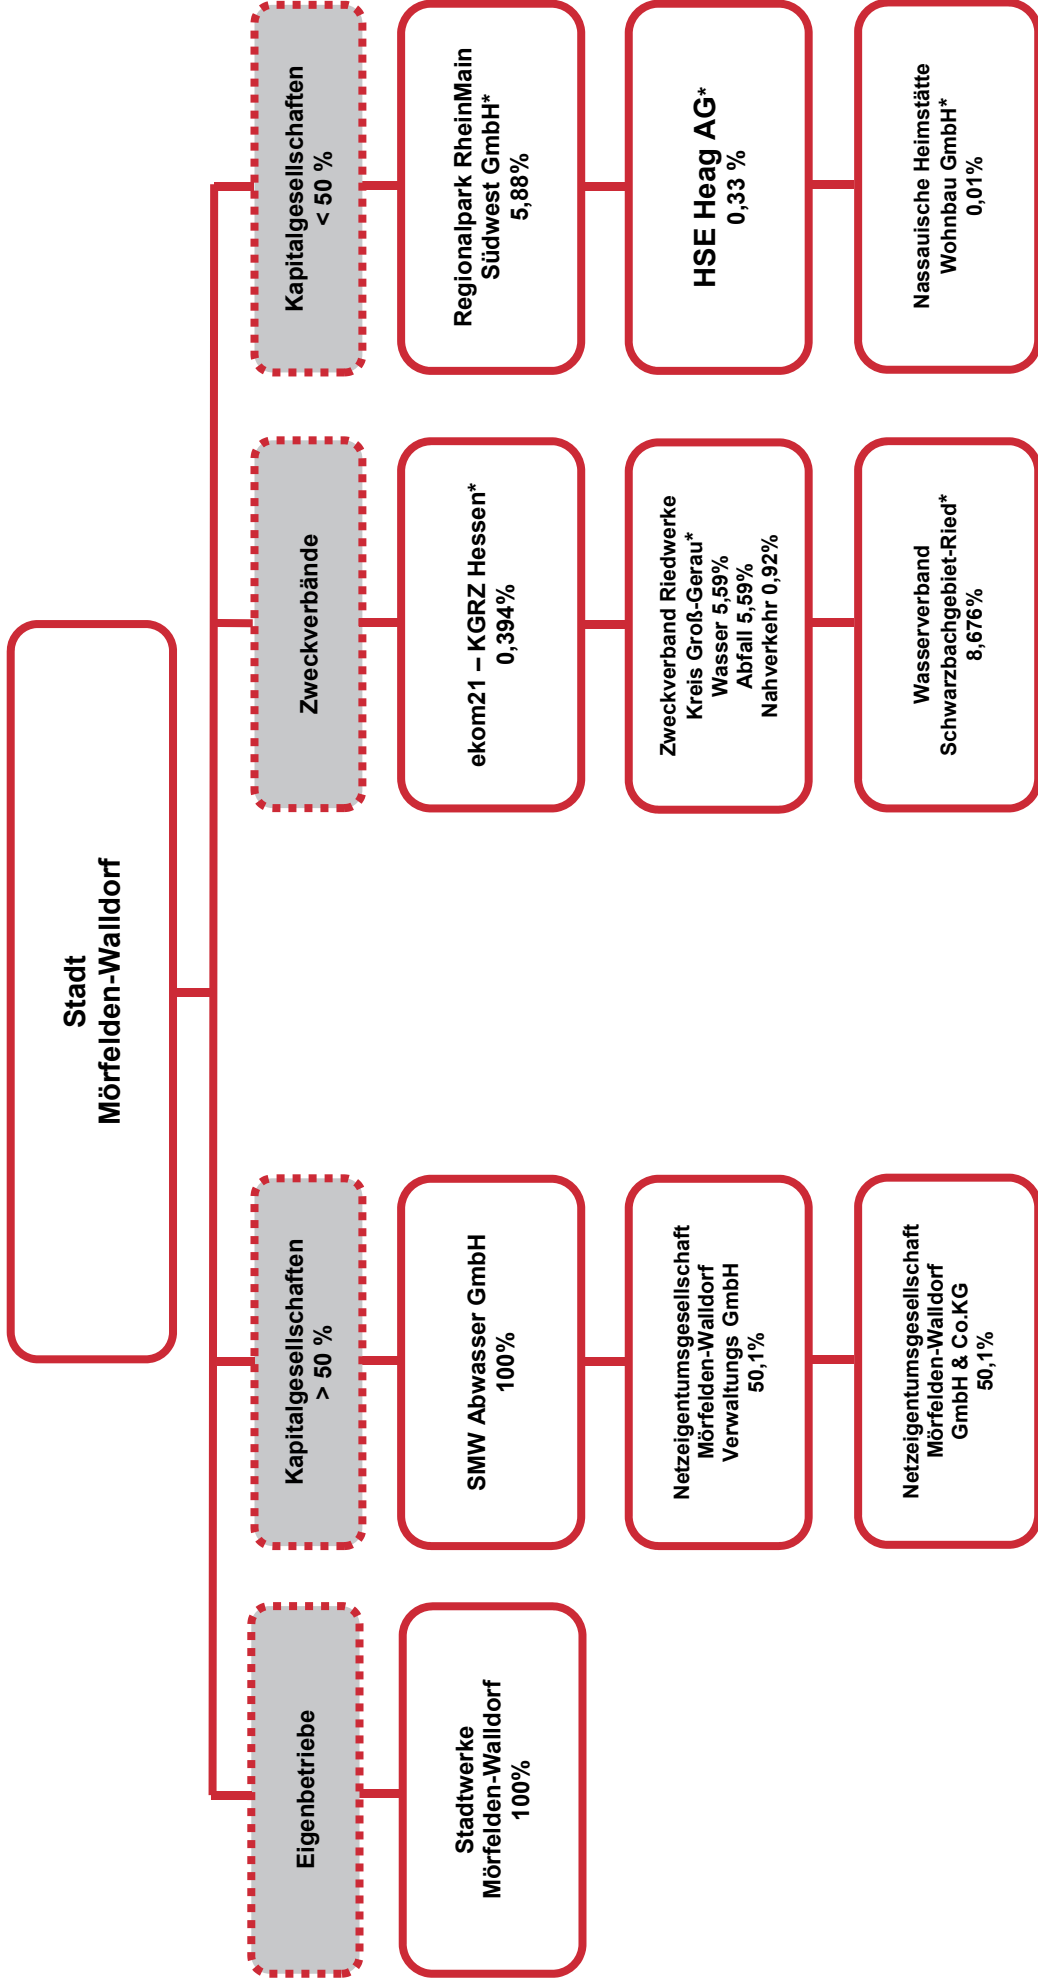 Stadt
Mörfelden-Walldorf
Eigenbetriebe
Stadtwerke
Mörfelden-Walldorf
100%
Kapitalgesellschaften
> 50 %
SMW Abwasser GmbH
100%
Netzeigentumsgesellschaft
Mörfelden-Walldorf
Verwaltungs GmbH
50,1%
Netzeigentumsgesellschaft
Mörfelden-Walldorf
GmbH & Co.KG
50,1%
Zweckverbände
ekom21 – KGRZ Hessen*
0,394%
Zweckverband Riedwerke
Kreis Groß-Gerau*
Wasser 5,59%
Abfall 5,59%
Nahverkehr 0,92%
Wasserverband
Schwarzbachgebiet-Ried*
8,676%
Kapitalgesellschaften
< 50 %
Regionalpark RheinMain
Südwest GmbH*
5,88%
HSE Heag AG*
0,33 %
Nassauische Heimstätte
Wohnbau GmbH*
0,01%